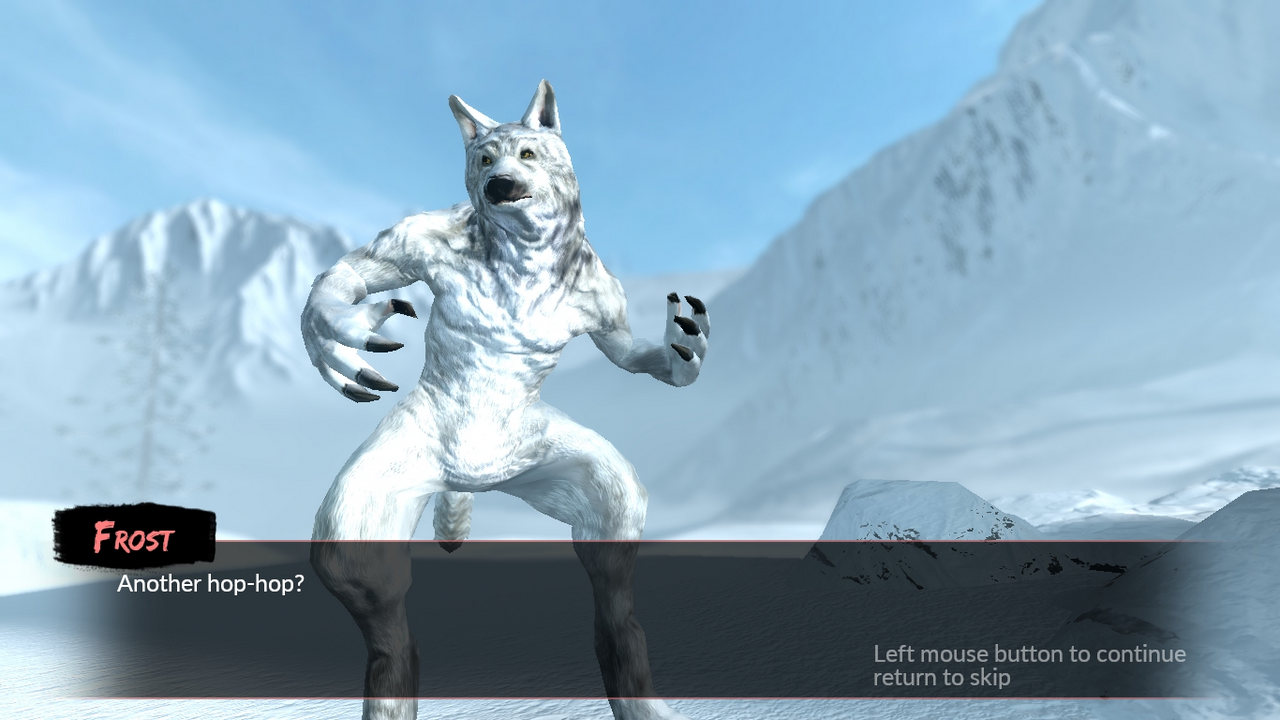 Frost
Another hop-hop?
Left mouse button to continue
return to skip